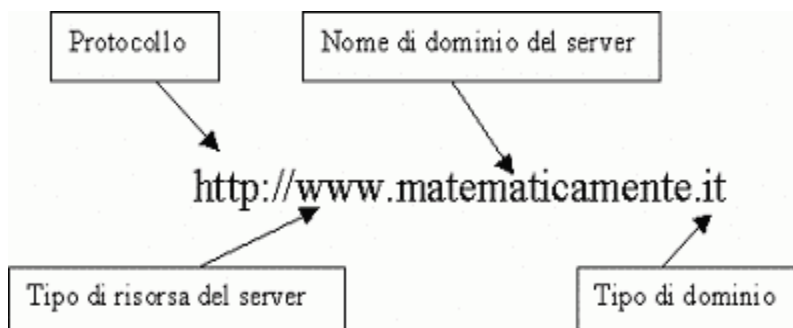 Protocollo
Nome di dominio del server
http://www.matematicamente.it
Tipo di risorsa del server
Tipo di dominio